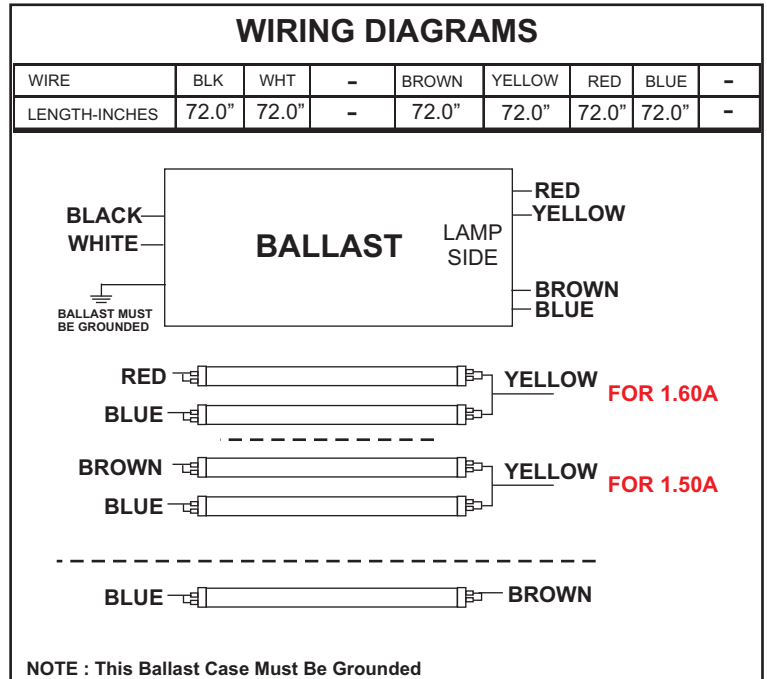 WIRING DIAGRAMS
WIRE BLK WHT - BROWN YELLOW RED BLUE -
LENGTH-INCHES 72.0" 72.0" - 72.0" 72.0" 72.0" 72.0" -
RED
BLACK YELLOW
WHITE BALLAST LAMP
SIDE
BROWN
BALLAST MUST BLUE
BE GROUNDED
RED YELLOW FOR 1.60A
BLUE
BROWN YELLOW FOR 1.50A
BLUE
BLUE BROWN
NOTE : This Ballast Case Must Be Grounded